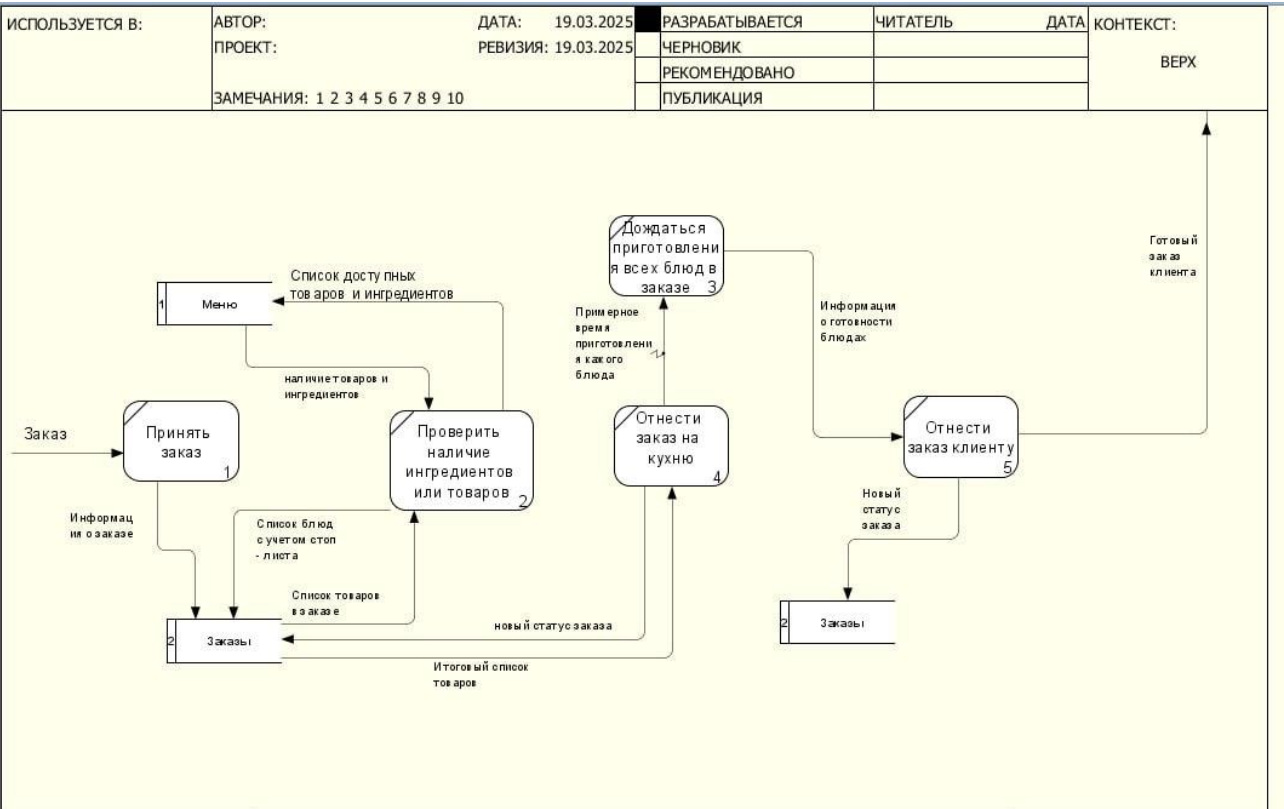 ИСПОЛЬЗУЕТСЯ В:
АВТОР:
ДАТА: 19.03.2025
ПРОЕКТ:
РЕВИЗИЯ: 19.03.2025
ЗАМЕЧАНИЯ: 1 2 3 4 5 6 7 8 9 10
РАЗРАБАТЫВАЕТСЯ
ЧЕРНОВИК
РЕКОМЕНДОВАНО
ПУБЛИКАЦИЯ
ЧИТАТЕЛЬ
ДАТА
КОНТЕКСТ:
ВЕРХ
Дождаться
приготовлени
я всех блюд в
заказе
3
Готовый
заказ
клиента
Список доступных
товаров и ингредиентов
1
Меню
Примерное
время
приготовлени
я кажого
блюда
Информация
о готовности
блюдах
наличие товаров и
ингредиентов
Заказ
Принять
заказ
1
Проверить
наличие
ингредиентов
или товаров
2
Отнести
заказ на
кухню
4
Отнести
заказ клиенту
5
Информац
ия о заказе
Список блюд
с учетом стоп
- листа
Новый
статус
заказа
Список товаров
в заказе
2
Заказы
новый статус заказа
2
Заказы
Итоговый список
товаров